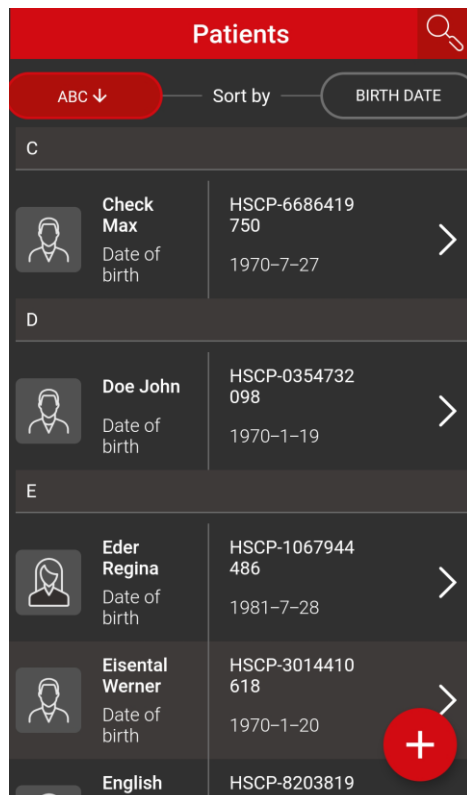 Patients
ABC ↓ Sort by BIRTH DATE
C
Check
Max
Date of
birth
HSCP-6686419
750
1970-7-27
D
Doe John
Date of
birth
HSCP-0354732
098
1970-1-19
E
Eder
Regina
Date of
birth
HSCP-1067944
486
1981-7-28
Eisental
Werner
Date of
birth
HSCP-3014410
618
1970-1-20
English
HSCP-8203819